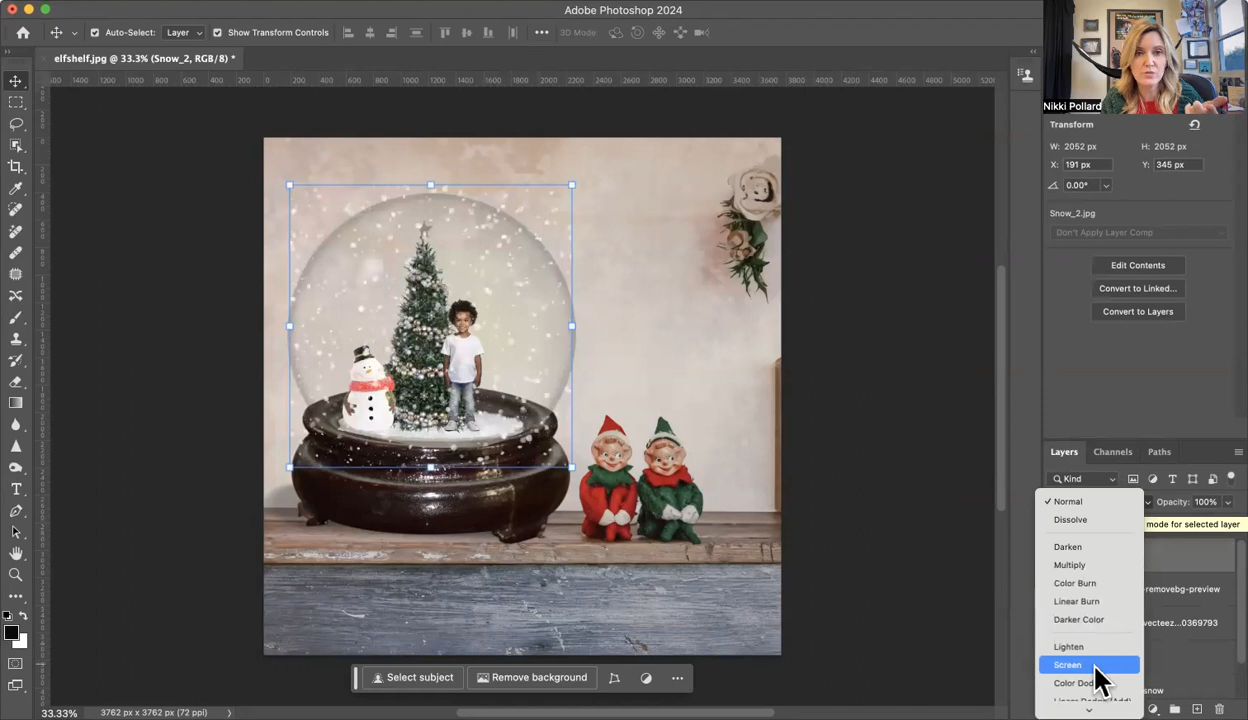 Adobe Photoshop 2024
Auto-Select: Layer Show Transform Controls 3D Mode:
elfshelf.jpg @ 33.3% (Snow_2, RGB/8) *
Nikki Pollard
Transform
W: 2052 px H: 2052 px
X: 191 px Y: 345 px
0.00°
Snow_2.jpg
Don't Apply Layer Comp
Edit Contents
Convert to Linked...
Convert to Layers
Layers Channels Paths
Kind
Normal
Opacity: 100%
Dissolve
mode for selected layer
Darken
Multiply
Color Burn
-removebg-preview
Linear Burn
Darker Color
vecteez...0369793
Lighten
Screen
Color Dod
snow
Select subject Remove background
33.33% 3762 px x 3762 px (72 ppi)